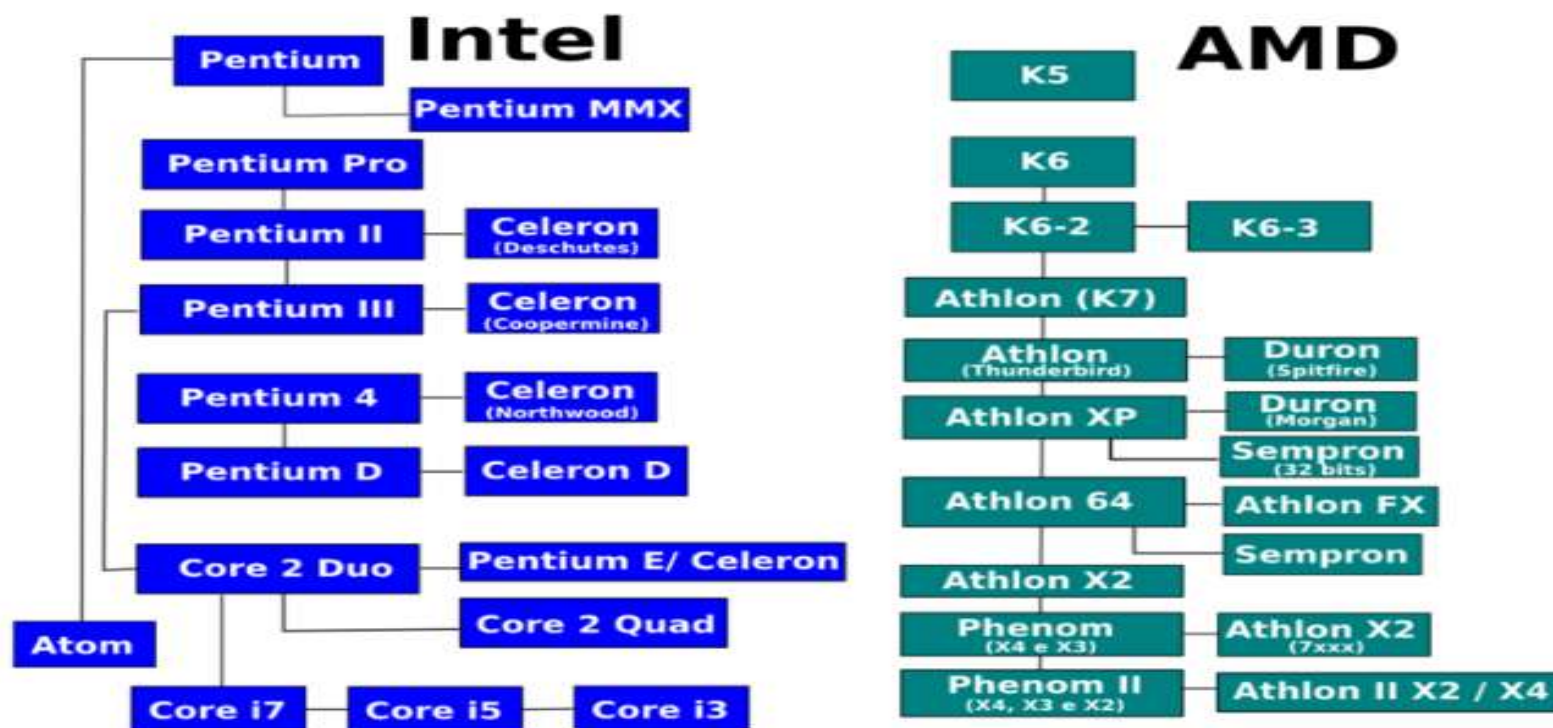 Intel
Pentium
Pentium MMX
Pentium Pro
Pentium II
Celeron
(Deschutes)
Pentium III
Celeron
(Coopermine)
Pentium 4
Celeron
(Northwood)
Pentium D
Celeron D
Core 2 Duo
Pentium E/ Celeron
Core 2 Quad
Atom
Core i7
Core i5
Core i3
AMD
K5
K6
K6-2
K6-3
Athlon (K7)
Athlon
(Thunderbird)
Duron
(Spitfire)
Athlon XP
Duron
(Morgan)
Sempron
(32 bits)
Athlon 64
Athlon FX
Sempron
Athlon X2
Phenom
(X4 e X3)
Athlon X2
(7xxx)
Phenom II
(X4, X3 e X2)
Athlon II X2 / X4